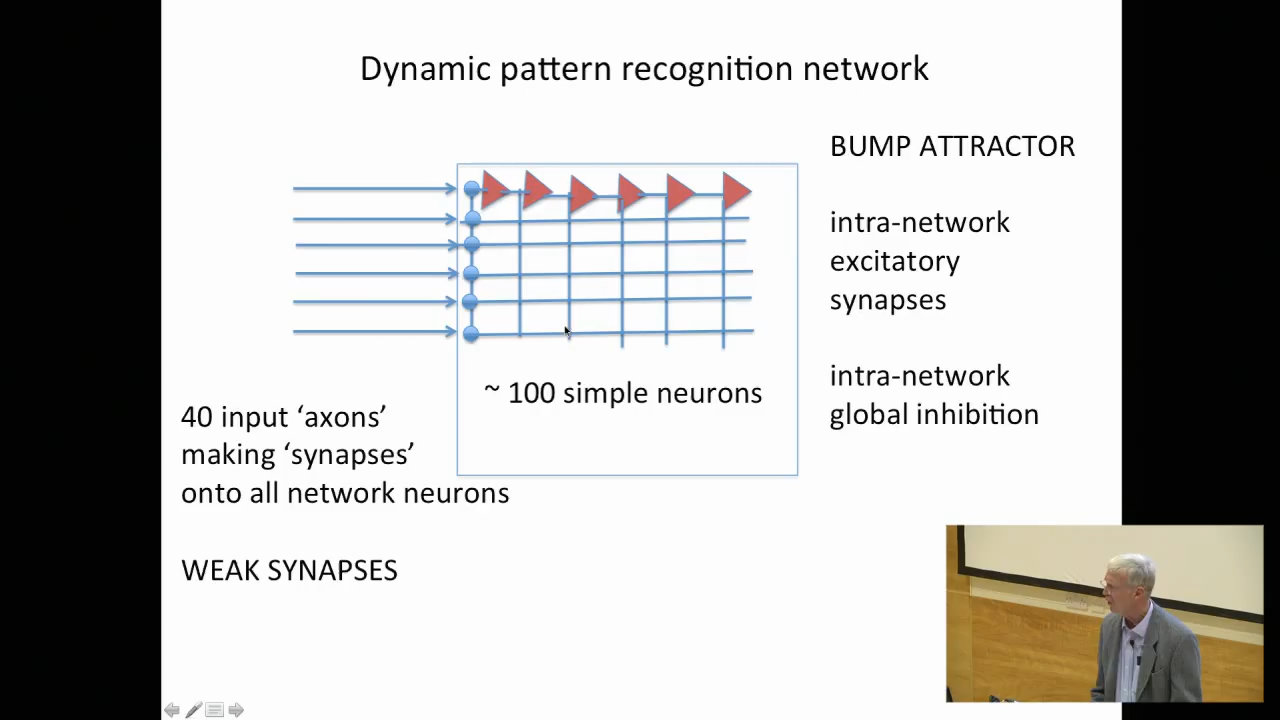 Dynamic pattern recognition network
BUMP ATTRACTOR
intra-network
excitatory
synapses
intra-network
global inhibition
~ 100 simple neurons
40 input ‘axons’
making ‘synapses’
onto all network neurons
WEAK SYNAPSES